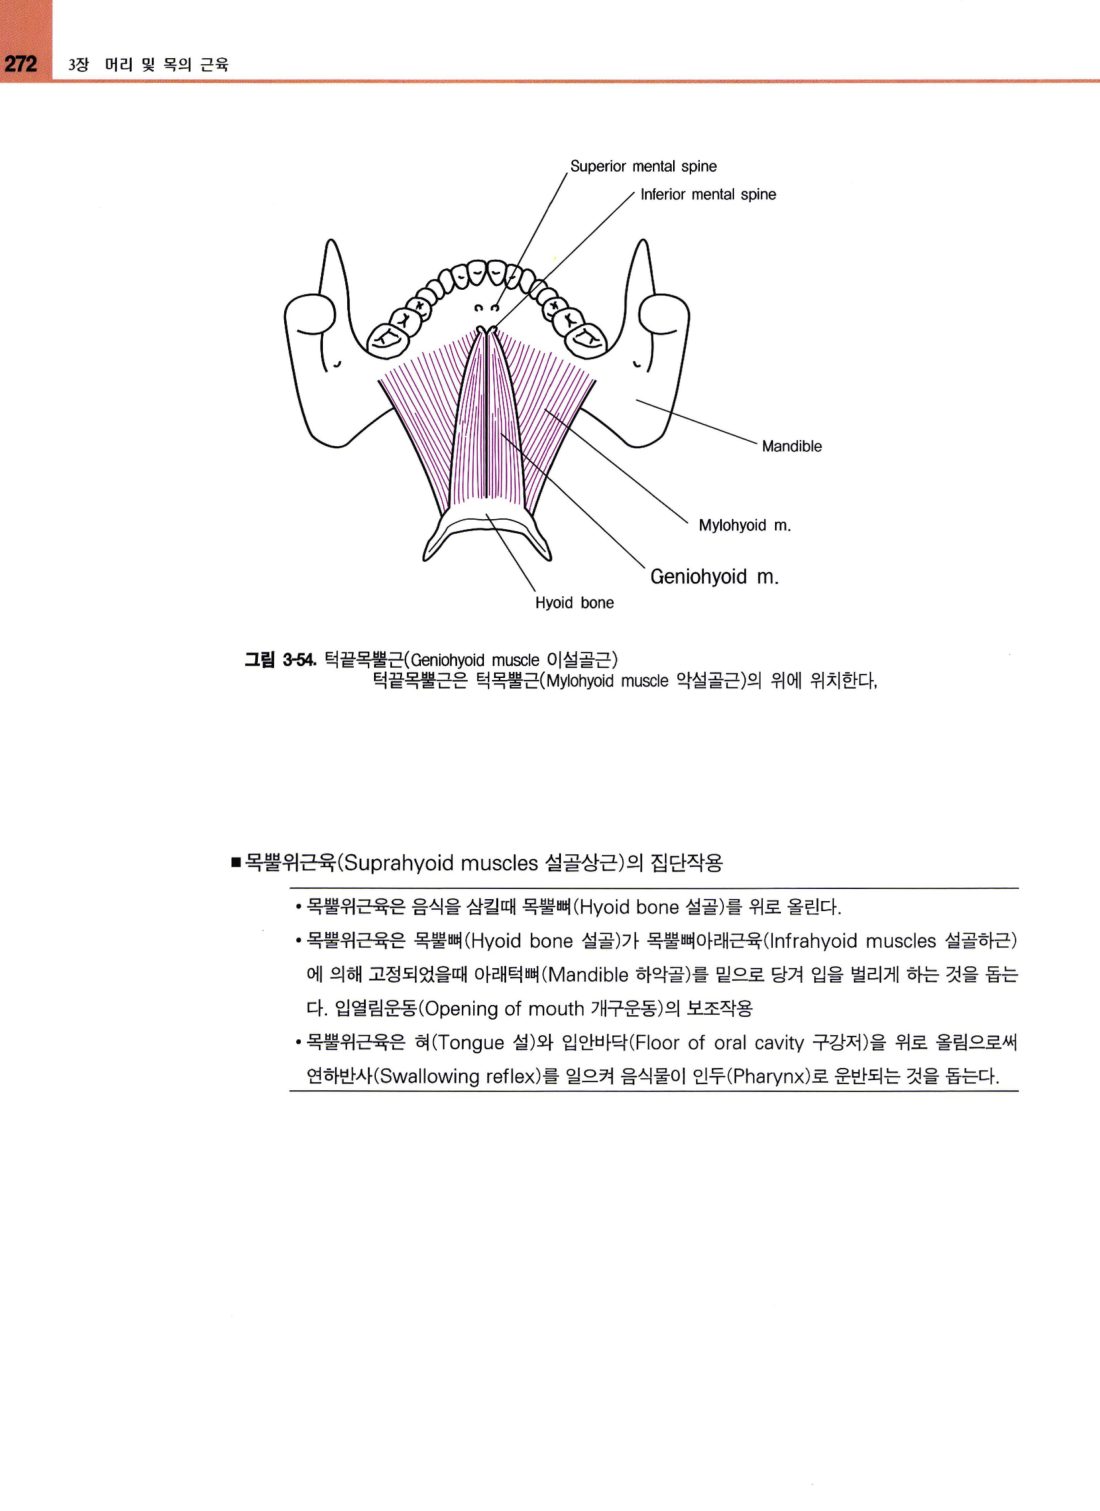 272 3장 머리 및 목의 근육
Superior mental spine
Inferior mental spine
Mandible
Mylohyoid m.
Geniohyoid m.
Hyoid bone
그림 3-54. 턱끝목뿔근(Geniohyoid muscle 이설골근)
턱끝목뿔근은 턱목뿔근(Mylohyoid muscle 악설골근)의 위에 위치한다.
■ 목뿔위근육(Suprahyoid muscles 설골상근)의 집단작용
• 목뿔위근육은 음식을 삼킬때 목뿔뼈(Hyoid bone 설골)를 위로 올린다.
• 목뿔위근육은 목뿔뼈(Hyoid bone 설골)가 목뿔뼈아래근육(Infrahyoid muscles 설골하근)
에 의해 고정되었을때 아래턱뼈(Mandible 하악골)를 밑으로 당겨 입을 벌리게 하는 것을 돕는
다. 입열림운동(Opening of mouth 개구운동)의 보조작용
• 목뿔위근육은 혀(Tongue 설)와 입안바닥(Floor of oral cavity 구강저)을 위로 올림으로써
연하반사(Swallowing reflex)를 일으켜 음식물이 인두(Pharynx)로 운반되는 것을 돕는다.